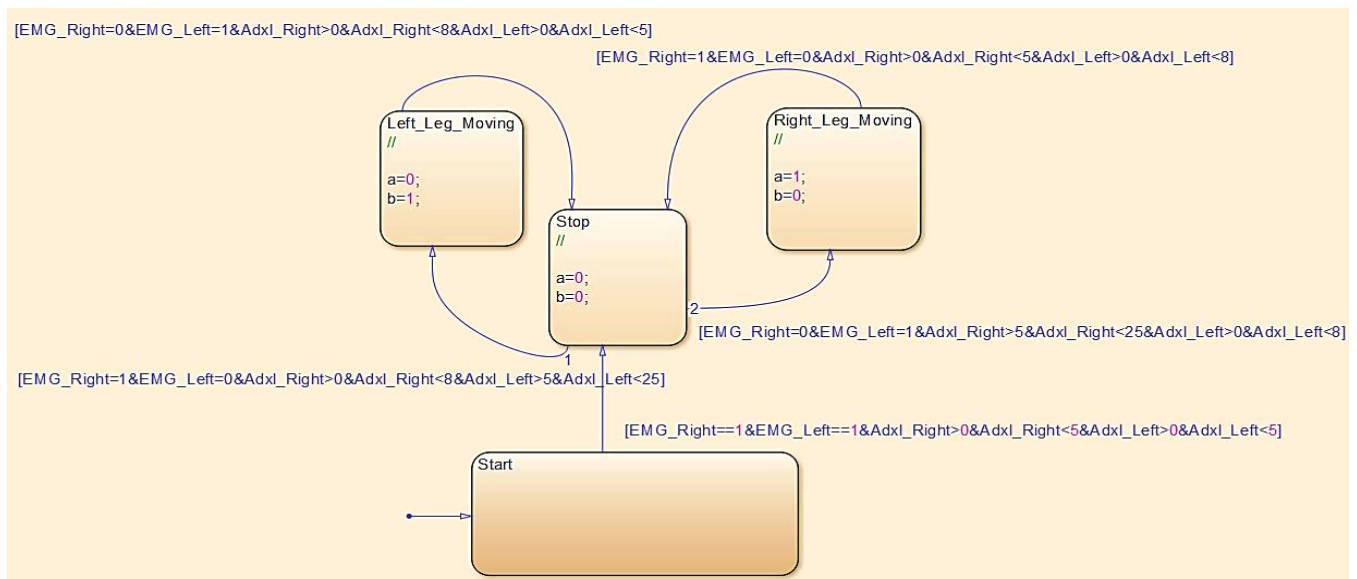 [EMG_Right=0&EMG_Left=1&Adxl_Right>0&Adxl_Right<8&Adxl_Left>0&Adxl_Left<5]
[EMG_Right=1&EMG_Left=0&Adxl_Right>0&Adxl_Right<5&Adxl_Left>0&Adxl_Left<8]
Left_Leg_Moving
//
a=0;
b=1;
Right_Leg_Moving
//
a=1;
b=0;
Stop
//
a=0;
b=0;
2
[EMG_Right=0&EMG_Left=1&Adxl_Right>5&Adxl_Right<25&Adxl_Left>0&Adxl_Left<8]
1
[EMG_Right=1&EMG_Left=0&Adxl_Right>0&Adxl_Right<8&Adxl_Left>5&Adxl_Left<25]
[EMG_Right==1&EMG_Left==1&Adxl_Right>0&Adxl_Right<5&Adxl_Left>0&Adxl_Left<5]
Start